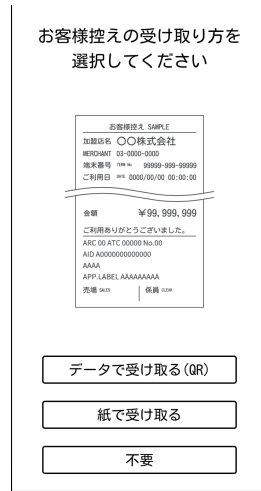 お客様控えの受け取り方を
選択してください
お客様控え SAMPLE
加盟店名 〇〇株式会社
MERCHANT 03-0000-0000
端末番号 TERM No 99999-999-99999
ご利用日 DATE 0000/00/00 00:00:00
金額 ￥99,999,999
ご利用ありがとうございました。
ARC 00 ATC 00000 No.00
AID A0000000000000
AAAA
APP.LABEL AAAAAAAAA
売場 SALES 係員 CLERK
データで受け取る(QR)
紙で受け取る
不要